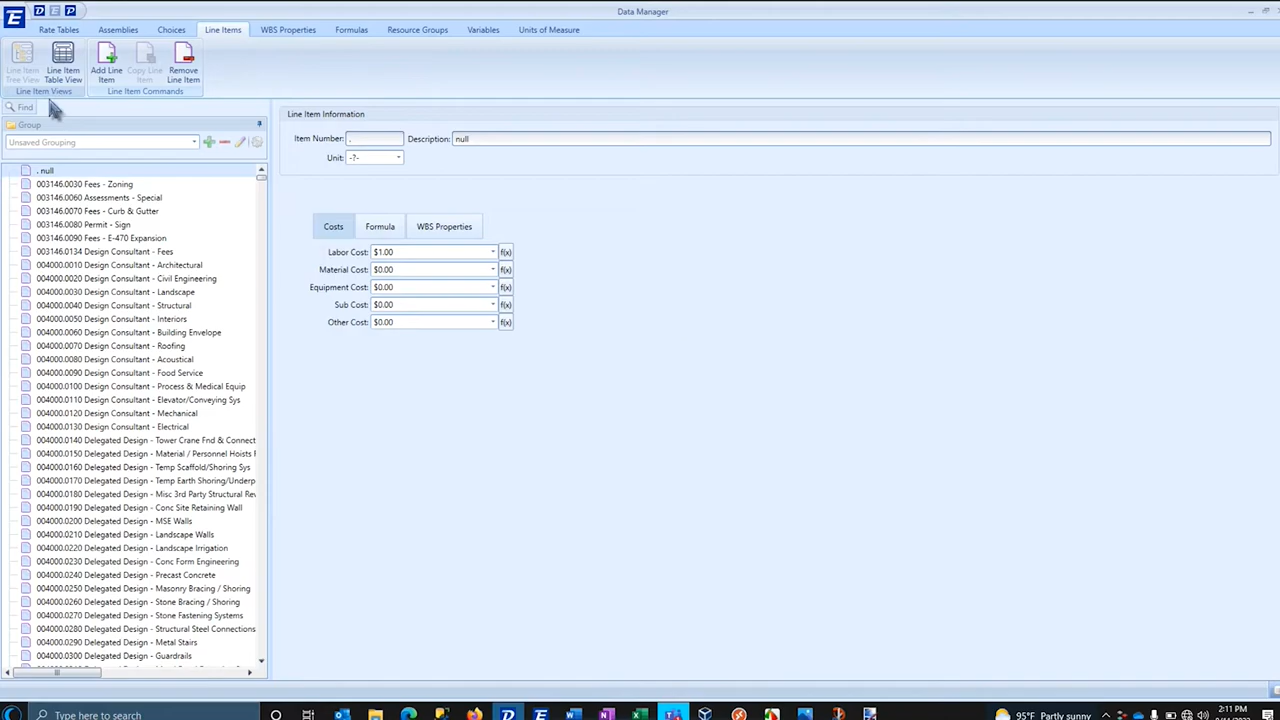 Data Manager
Rate Tables Assemblies Choices Line Items WBS Properties Formulas Resource Groups Variables Units of Measure
Line Item Tree View
Line Item Table View
Add Line Item
Copy Line Item
Remove Line Item
Line Item Views
Line Item Commands
Find
Group
Unsaved Grouping
. null
003146.0030 Fees - Zoning
003146.0060 Assessments - Special
003146.0070 Fees - Curb & Gutter
003146.0080 Permit - Sign
003146.0090 Fees - E-470 Expansion
003146.0134 Design Consultant - Fees
004000.0010 Design Consultant - Architectural
004000.0020 Design Consultant - Civil Engineering
004000.0030 Design Consultant - Landscape
004000.0040 Design Consultant - Structural
004000.0050 Design Consultant - Interiors
004000.0060 Design Consultant - Building Envelope
004000.0070 Design Consultant - Roofing
004000.0080 Design Consultant - Acoustical
004000.0090 Design Consultant - Food Service
004000.0100 Design Consultant - Process & Medical Equip
004000.0110 Design Consultant - Elevator/Conveying Sys
004000.0120 Design Consultant - Mechanical
004000.0130 Design Consultant - Electrical
004000.0140 Delegated Design - Tower Crane Fnd & Connect
004000.0150 Delegated Design - Material / Personnel Hoists F
004000.0160 Delegated Design - Temp Scaffold/Shoring Sys
004000.0170 Delegated Design - Temp Earth Shoring/Underp
004000.0180 Delegated Design - Misc 3rd Party Structural Rev
004000.0190 Delegated Design - Conc Site Retaining Wall
004000.0200 Delegated Design - MSE Walls
004000.0210 Delegated Design - Landscape Walls
004000.0220 Delegated Design - Landscape Irrigation
004000.0230 Delegated Design - Conc Form Engineering
004000.0240 Delegated Design - Precast Concrete
004000.0250 Delegated Design - Masonry Bracing / Shoring
004000.0260 Delegated Design - Stone Bracing / Shoring
004000.0270 Delegated Design - Stone Fastening Systems
004000.0280 Delegated Design - Structural Steel Connections
004000.0290 Delegated Design - Metal Stairs
004000.0300 Delegated Design - Guardrails
Line Item Information
Item Number: . Description: null
Unit: -?-
Costs Formula WBS Properties
Labor Cost: $1.00 f(x)
Material Cost: $0.00 f(x)
Equipment Cost: $0.00 f(x)
Sub Cost: $0.00 f(x)
Other Cost: $0.00 f(x)
Type here to search
95°F Partly sunny
2:11 PM